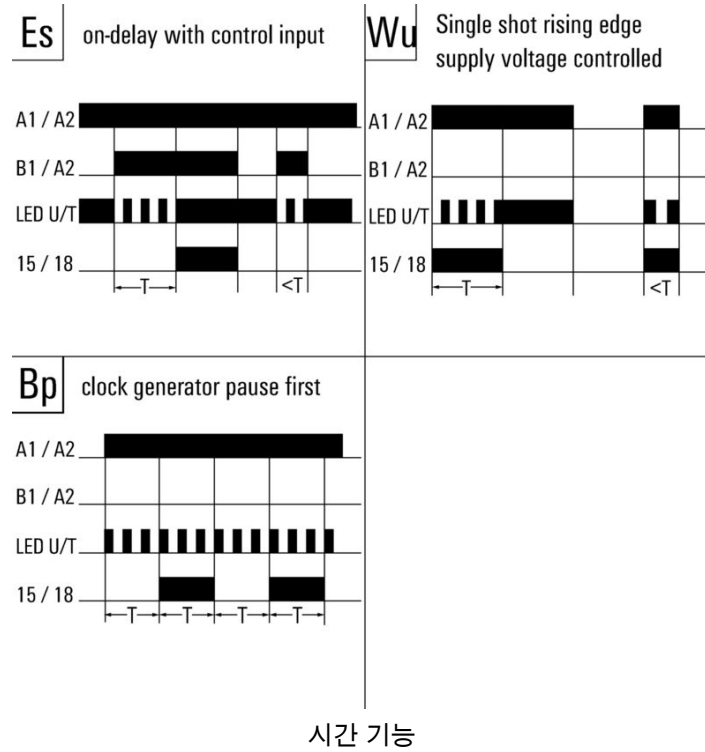 Es
on-delay with control input
A1 / A2
B1 / A2
LED U/T
15 / 18
T
<T
Wu
Single shot rising edge
supply voltage controlled
A1 / A2
B1 / A2
LED U/T
15 / 18
T
<T
Bp
clock generator pause first
A1 / A2
B1 / A2
LED U/T
15 / 18
T T T T
시간 기능